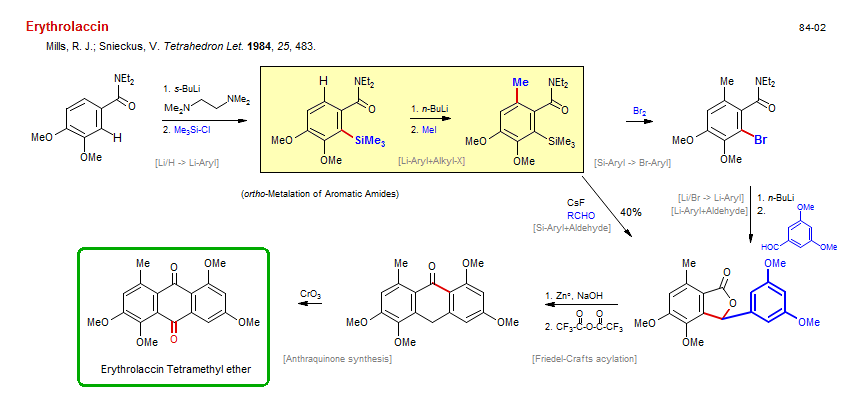 Erythrolaccin
84-02
Mills, R. J.; Snieckus, V. Tetrahedron Let. 1984, 25, 483.
NEt2
O
H
MeO
OMe
1. s-BuLi
Me2N
NMe2
2. Me3Si-Cl
[Li/H -> Li-Aryl]
H
NEt2
O
SiMe3
MeO
OMe
1. n-BuLi
2. MeI
[Li-Aryl+Alkyl-X]
Me
NEt2
O
SiMe3
MeO
OMe
Br2
[Si-Aryl -> Br-Aryl]
Me
NEt2
O
Br
MeO
OMe
(ortho-Metalation of Aromatic Amides)
CsF
RCHO
40%
[Si-Aryl+Aldehyde]
[Li/Br -> Li-Aryl]
[Li-Aryl+Aldehyde]
1. n-BuLi
2.
OMe
HOC
OMe
Me
O
O
MeO
OMe
OMe
OMe
1. Zn°, NaOH
O O
2. CF3-C-O-C-CF3
[Friedel-Crafts acylation]
Me
O
OMe
MeO
OMe
OMe
CrO3
[Anthraquinone synthesis]
Me
O
OMe
MeO
OMe
O
OMe
Erythrolaccin Tetramethyl ether